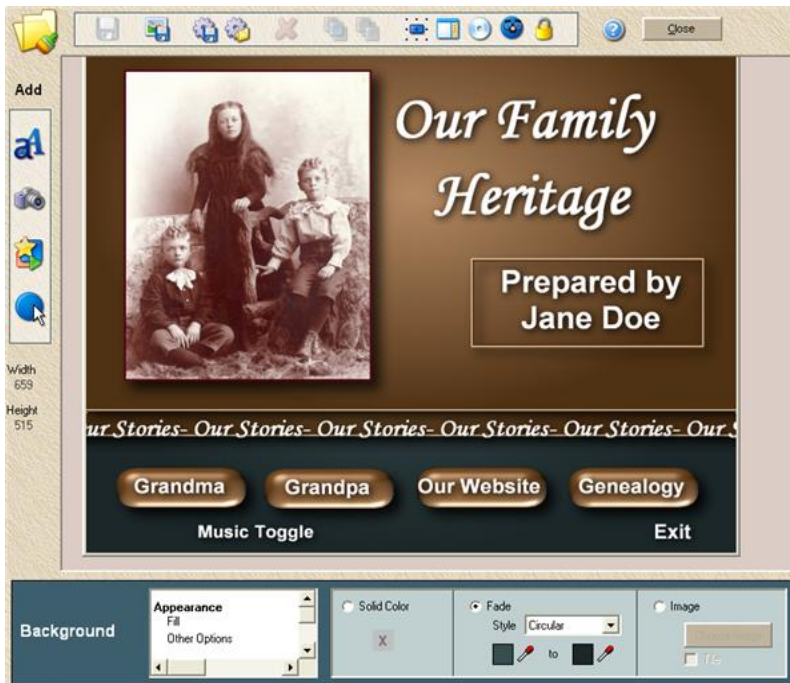 Close
Add
Our Family
Heritage
Prepared by
Jane Doe
Width
659
Height
515
ur Stories- Our Stories- Our Stories- Our Stories- Our Stories- Our S
Grandma Grandpa Our Website Genealogy
Music Toggle Exit
Background
Appearance
Fill
Other Options
Solid Color
X
Fade
Style Circular
to
Image